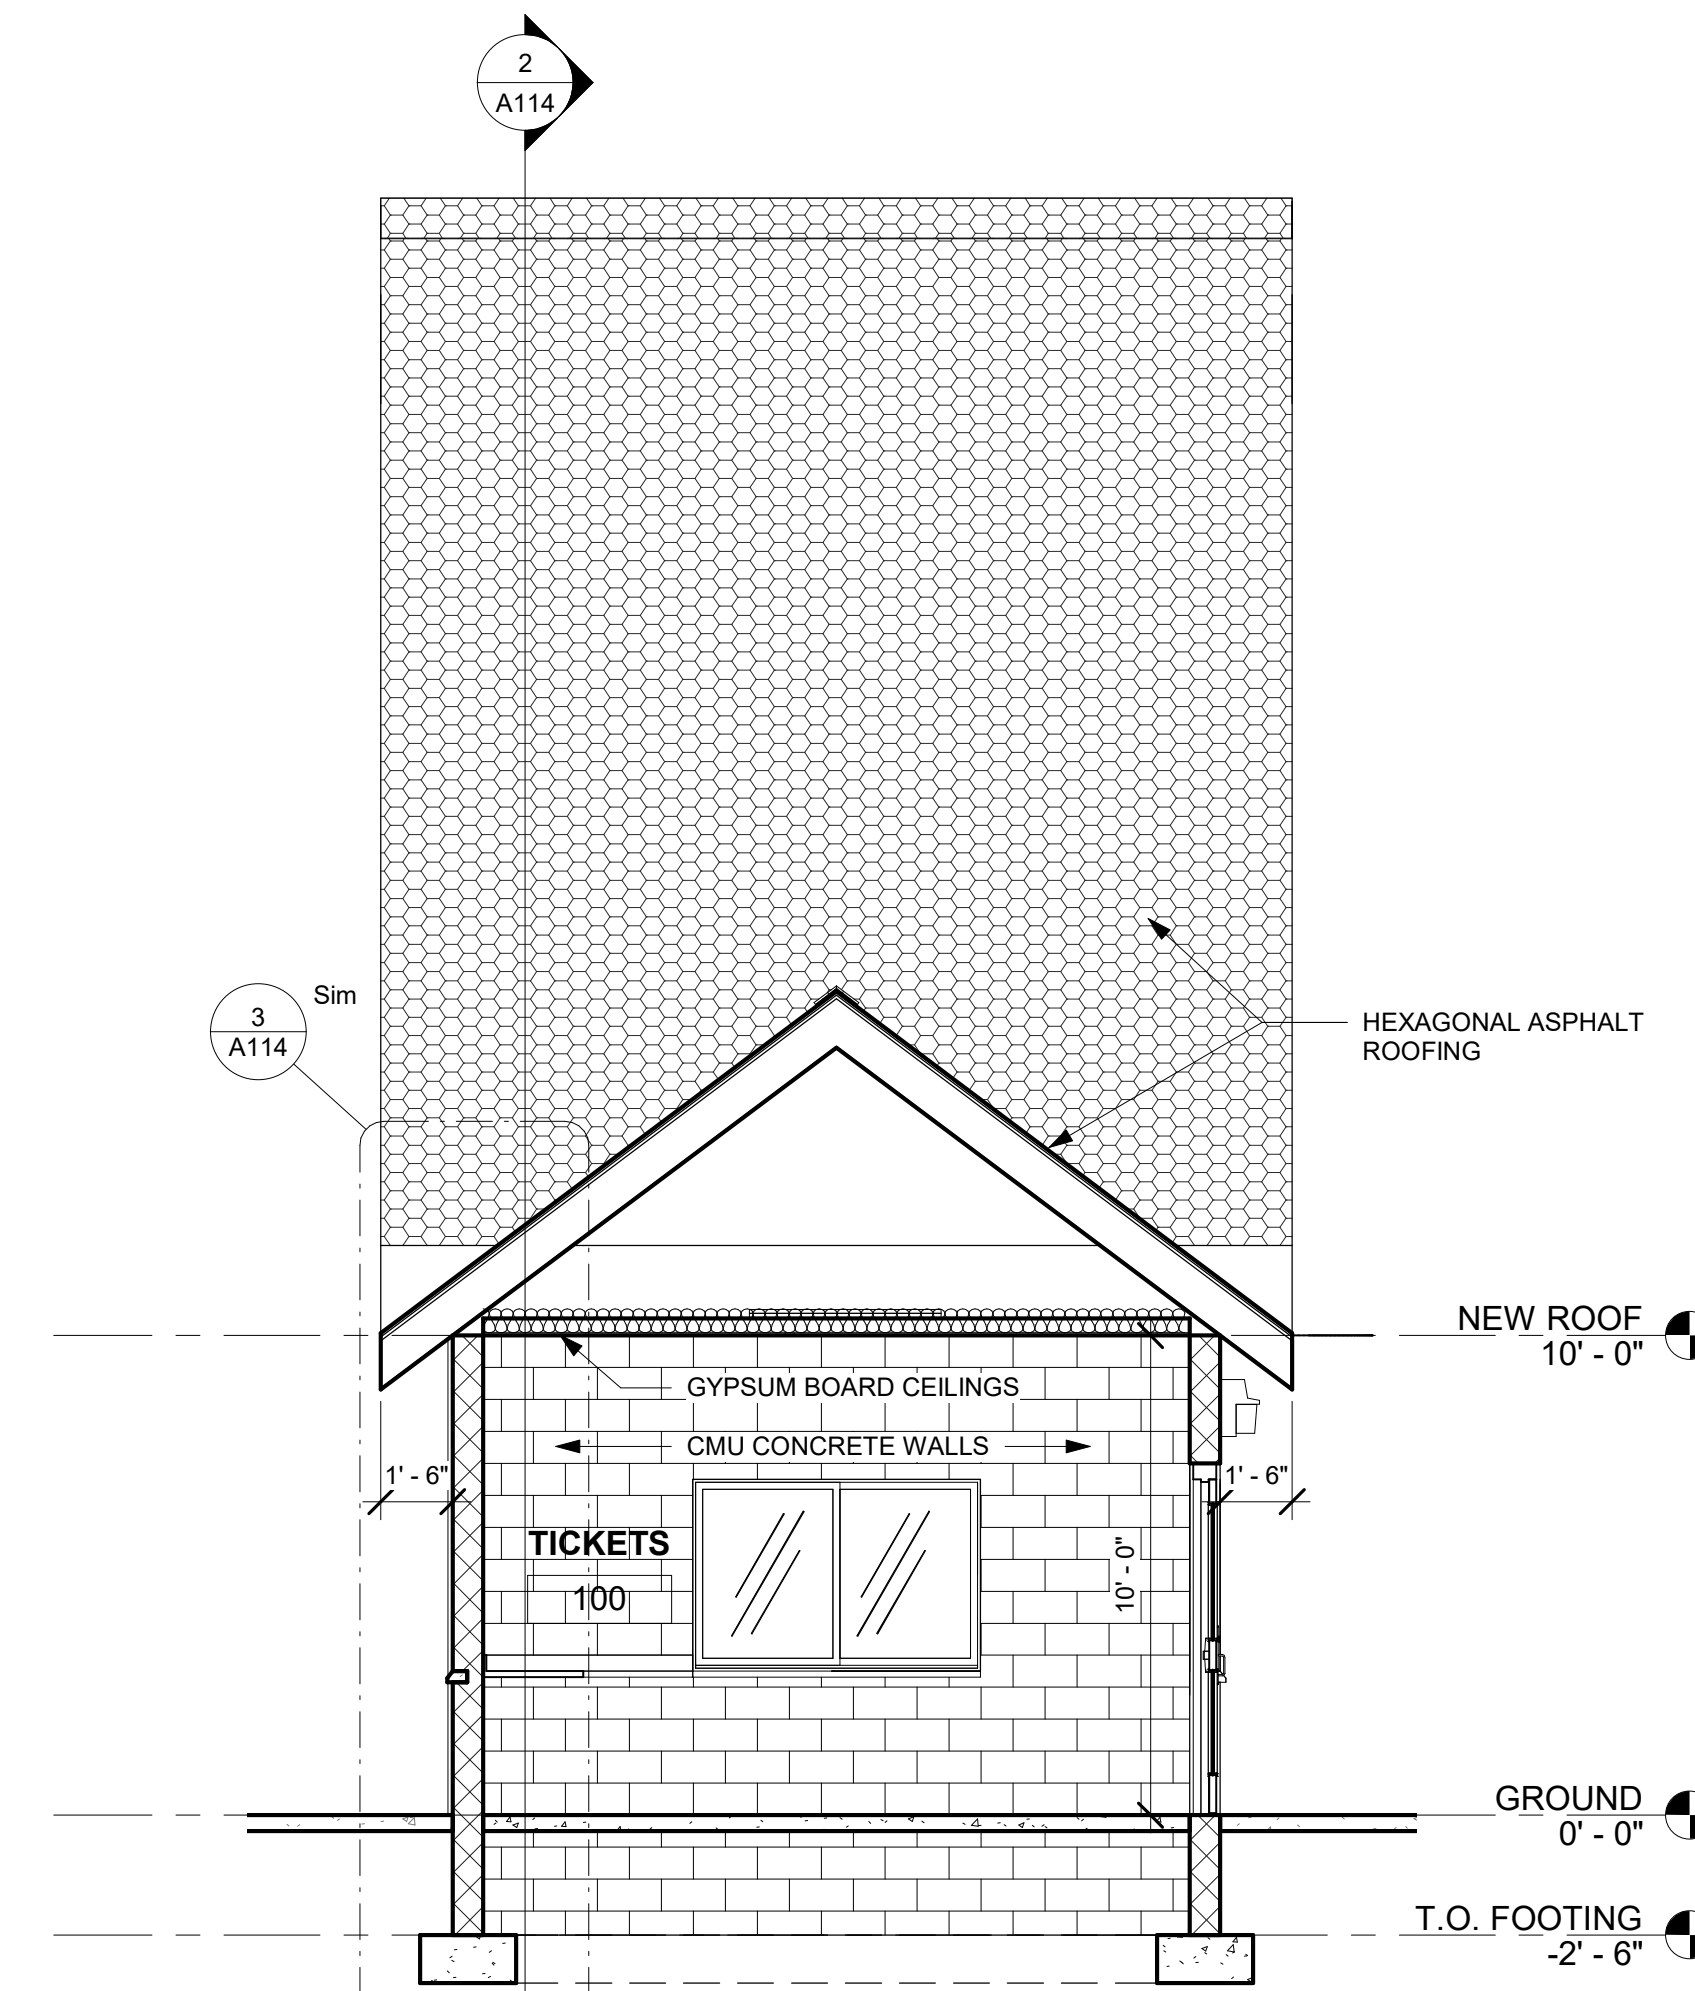 2
A114
3
A114
Sim
HEXAGONAL ASPHALT
ROOFING
NEW ROOF
10' - 0"
GYPSUM BOARD CEILINGS
CMU CONCRETE WALLS
1' - 6"
1' - 6"
TICKETS
100
10' - 0"
GROUND
0' - 0"
T.O. FOOTING
-2' - 6"